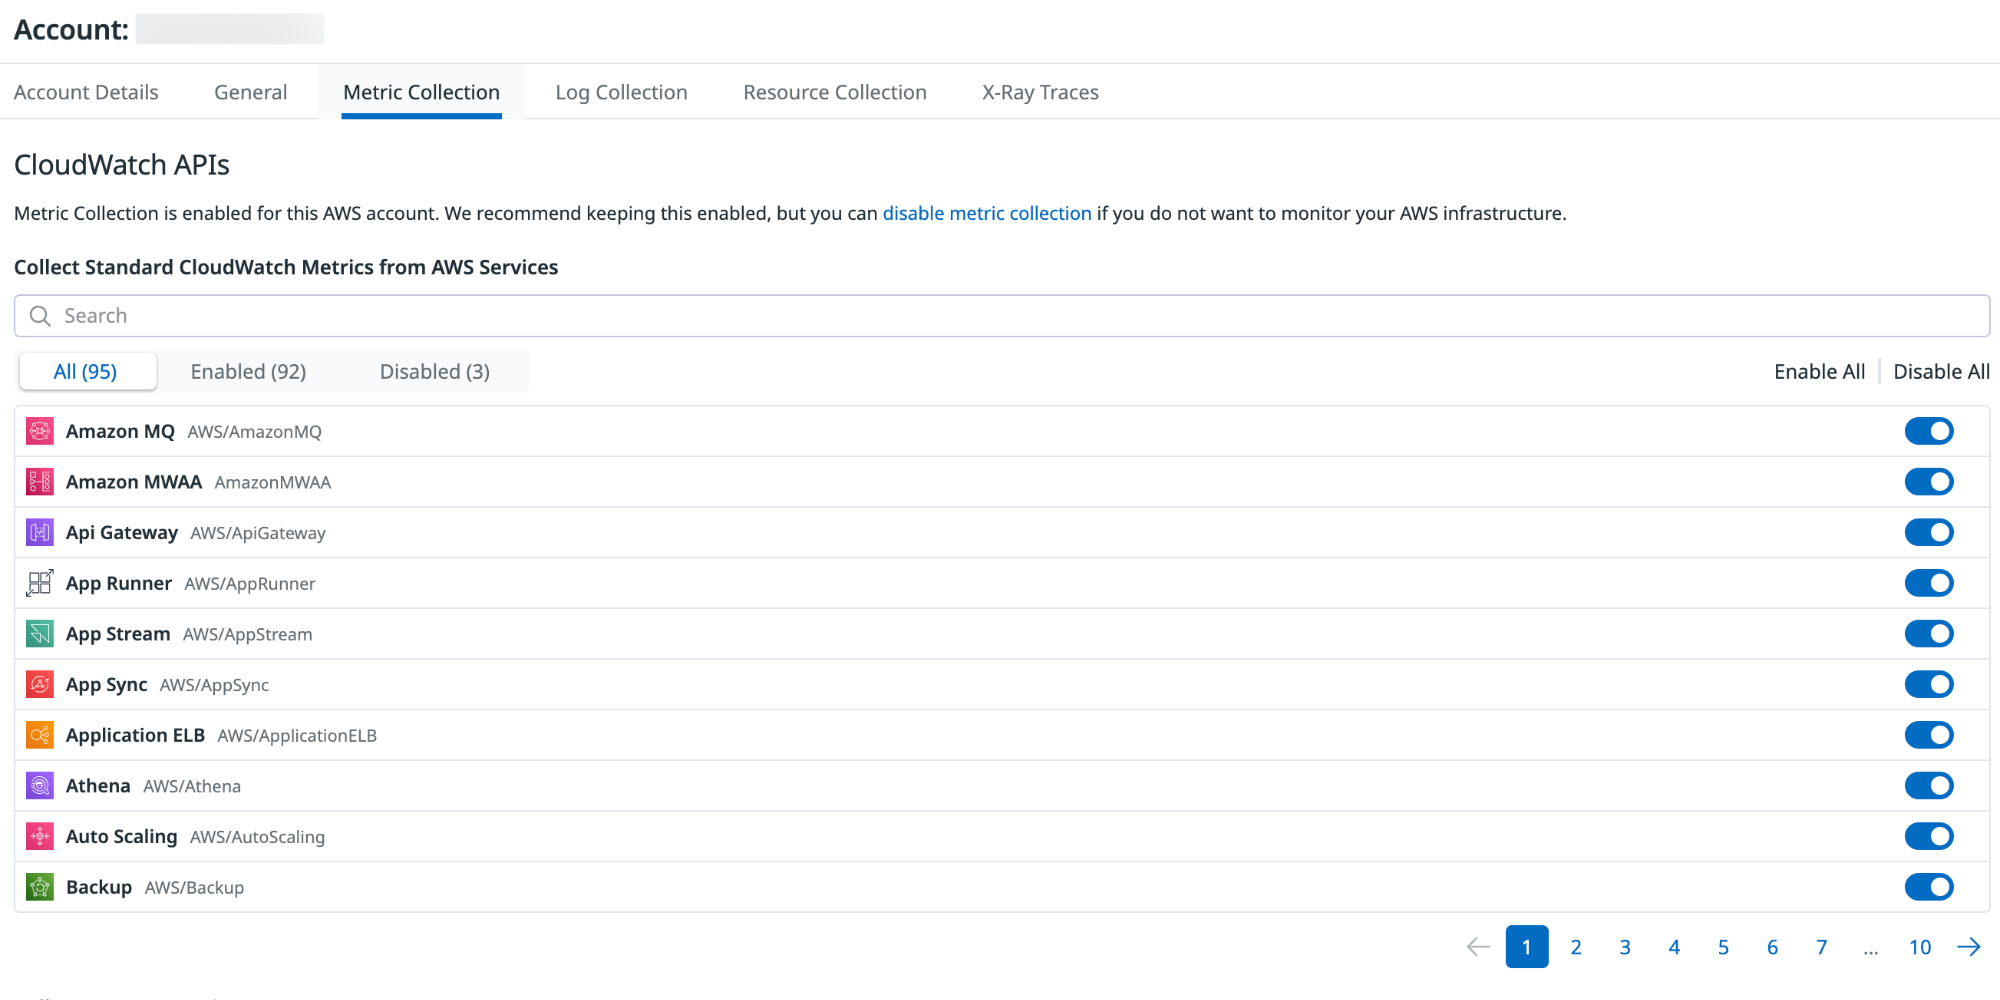 Account:
Account Details General Metric Collection Log Collection Resource Collection X-Ray Traces
CloudWatch APIs
Metric Collection is enabled for this AWS account. We recommend keeping this enabled, but you can disable metric collection if you do not want to monitor your AWS infrastructure.
Collect Standard CloudWatch Metrics from AWS Services
Search
All (95) Enabled (92) Disabled (3) Enable All Disable All
Amazon MQ AWS/AmazonMQ
Amazon MWAA AmazonMWAA
Api Gateway AWS/ApiGateway
App Runner AWS/AppRunner
App Stream AWS/AppStream
App Sync AWS/AppSync
Application ELB AWS/ApplicationELB
Athena AWS/Athena
Auto Scaling AWS/AutoScaling
Backup AWS/Backup
1 2 3 4 5 6 7 ... 10